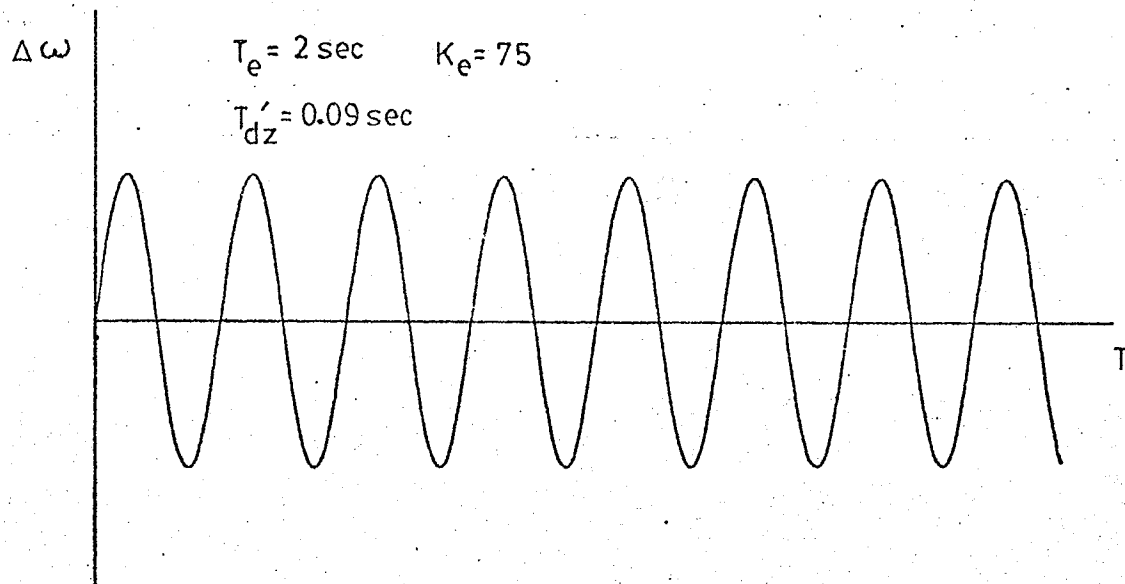 Δω
T_e = 2 sec K_e = 75
T'_dz = 0.09 sec
T